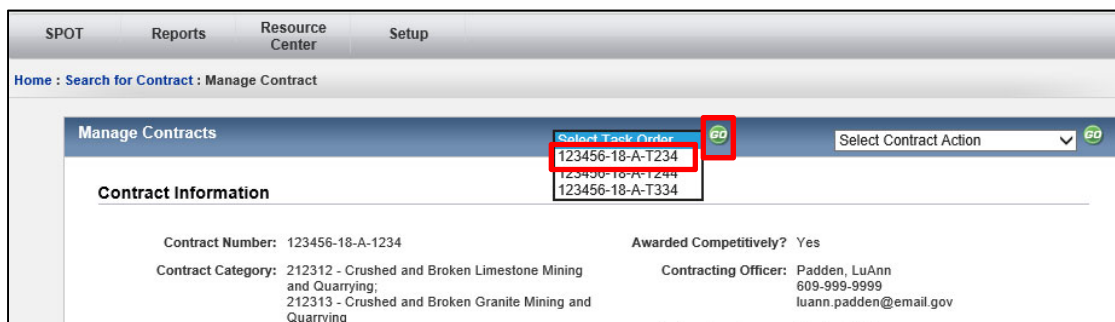 SPOT Reports Resource Center Setup
Home : Search for Contract : Manage Contract
Manage Contracts Select Task Order GO Select Contract Action GO
123456-18-A-T234
123456-18-A-T244
123456-18-A-T334
Contract Information
Contract Number: 123456-18-A-1234 Awarded Competitively? Yes
Contract Category: 212312 - Crushed and Broken Limestone Mining Contracting Officer: Padden, LuAnn
and Quarrying; 609-999-9999
212313 - Crushed and Broken Granite Mining and luann.padden@email.gov
Quarrying